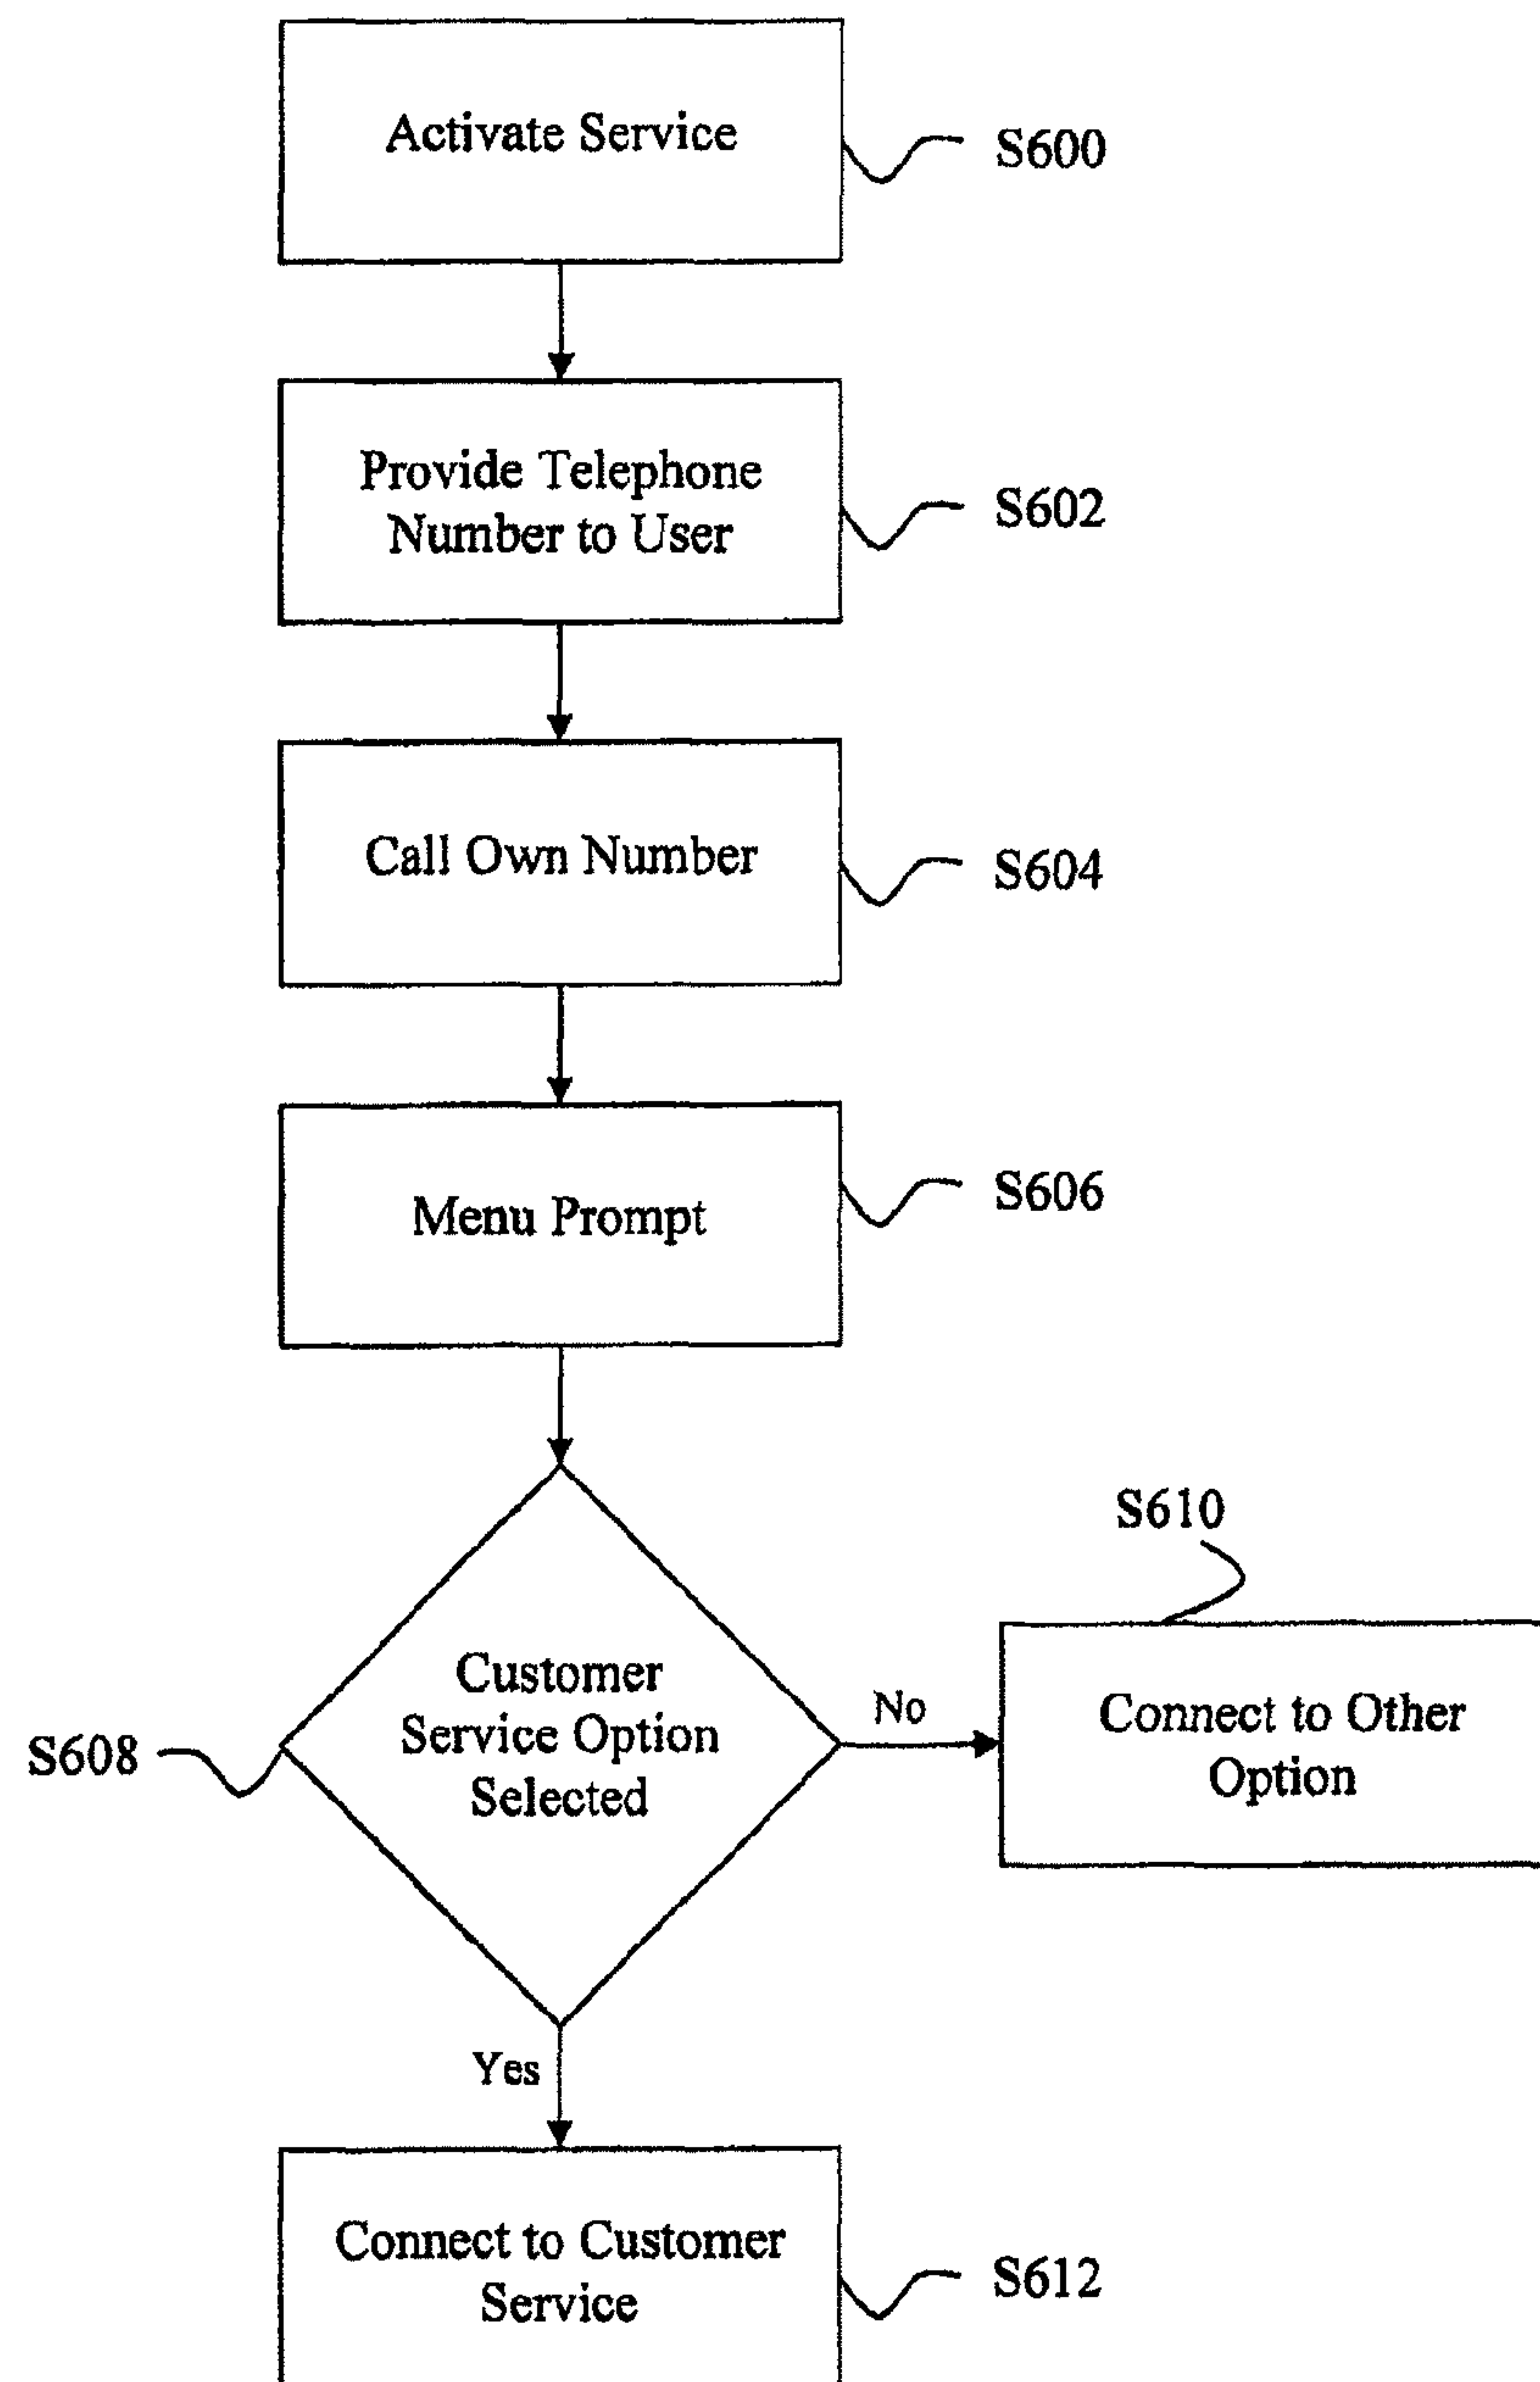 Activate Service
S600
Provide Telephone
Number to User
S602
Call Own Number
S604
Menu Prompt
S606
Customer
Service Option
Selected
S608
No
S610
Connect to Other
Option
Yes
Connect to Customer
Service
S612